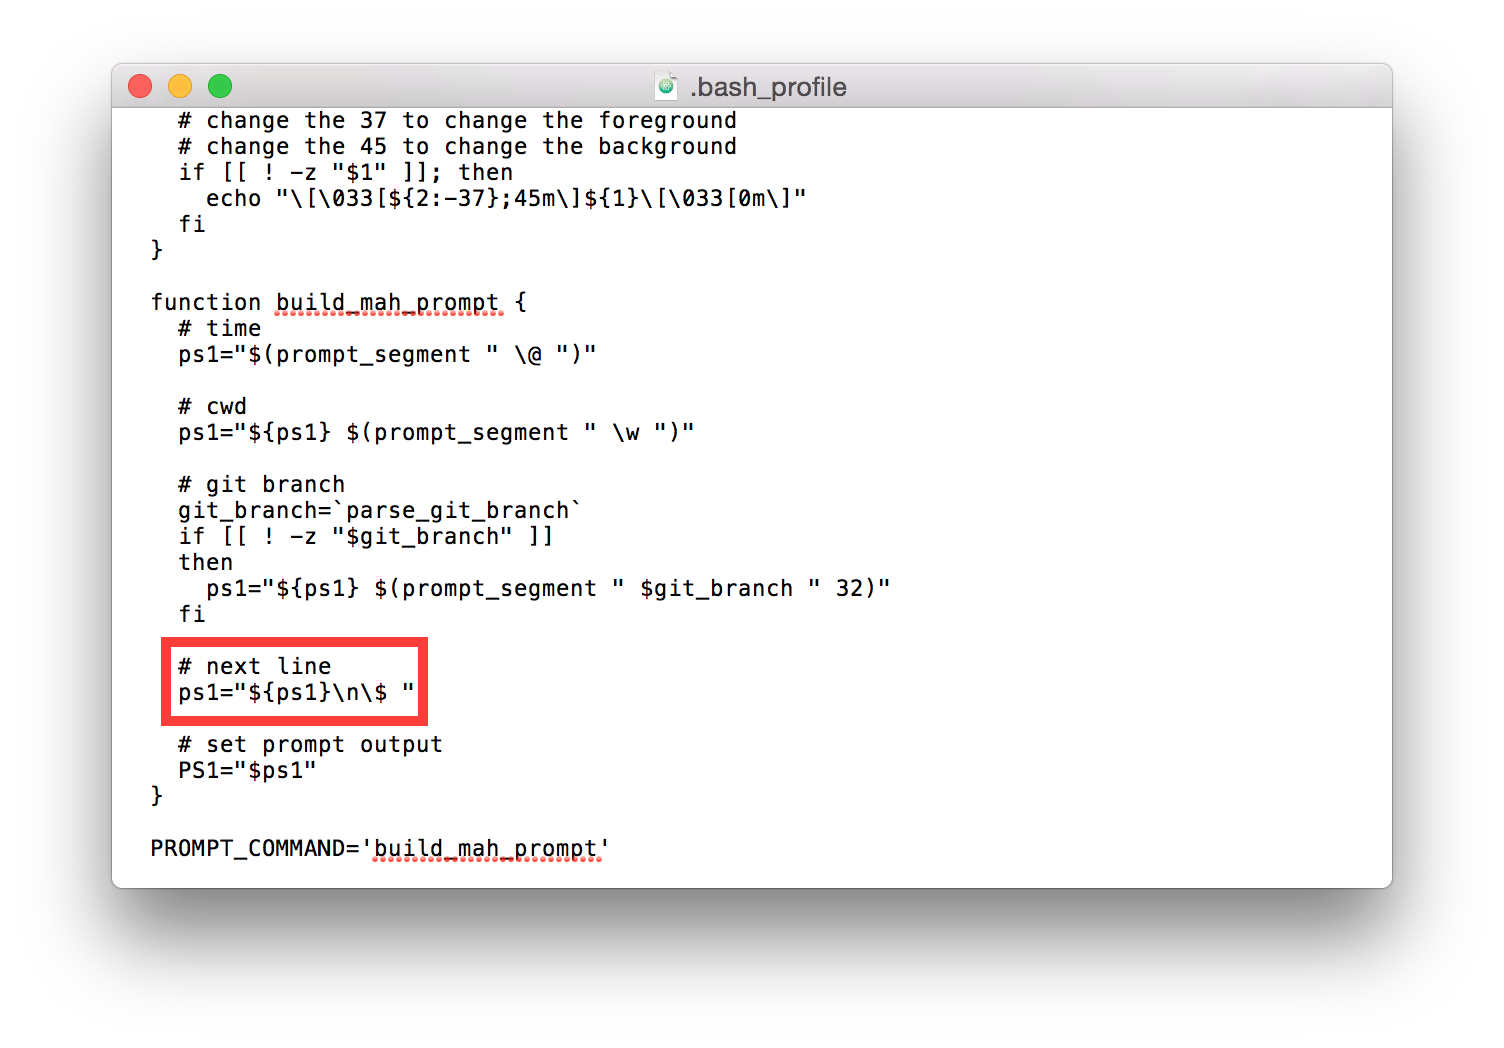 .bash_profile
# change the 37 to change the foreground
# change the 45 to change the background
if [[ ! -z "$1" ]]; then
echo "\[\033[${2:-37};45m\]${1}\[\033[0m\]"
fi
}
function build_mah_prompt {
# time
ps1="$(prompt_segment " \@ ")"
# cwd
ps1="${ps1} $(prompt_segment " \w ")"
# git branch
git_branch=`parse_git_branch`
if [[ ! -z "$git_branch" ]]
then
ps1="${ps1} $(prompt_segment " $git_branch " 32)"
fi
# next line
ps1="${ps1}\n\$ "
# set prompt output
PS1="$ps1"
}
PROMPT_COMMAND='build_mah_prompt'